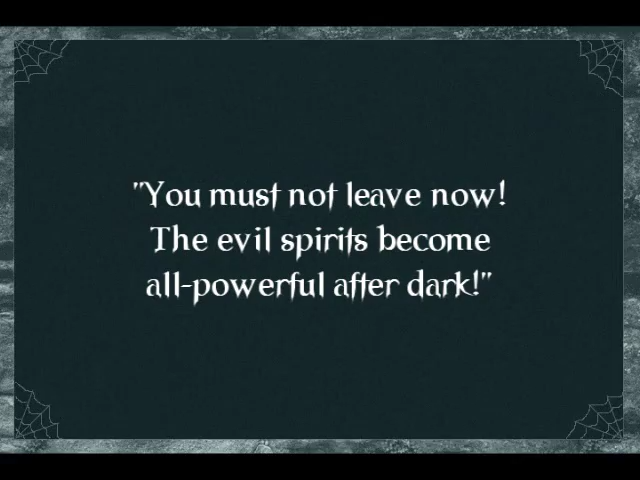 "You must not leave now!
The evil spirits become
all-powerful after dark!"